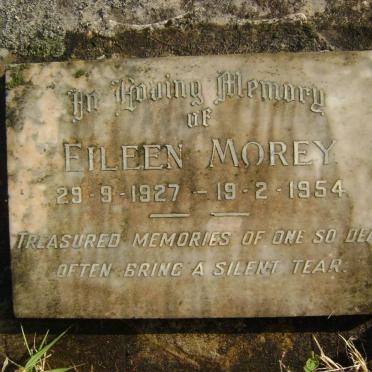 In Loving Memory
OF
EILEEN MOREY
29-9-1927 - 19-2-1954
TREASURED MEMORIES OF ONE SO DEA
OFTEN BRING A SILENT TEAR.